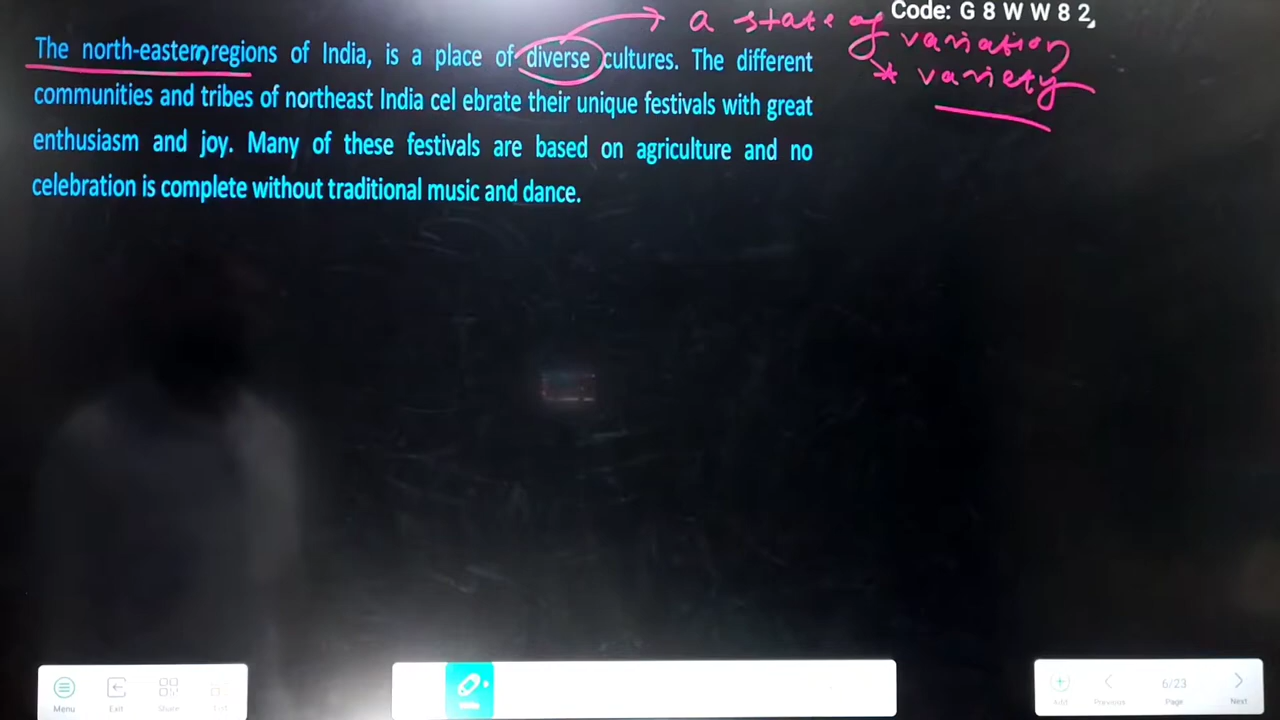 Code: G 8 W W 8 2,
a state of
variation
* variety
The north-eastern regions of India, is a place of diverse cultures. The different
communities and tribes of northeast India cel ebrate their unique festivals with great
enthusiasm and joy. Many of these festivals are based on agriculture and no
celebration is complete without traditional music and dance.
Menu
Exit
Share
Add
Previous
6/23
Page
Next